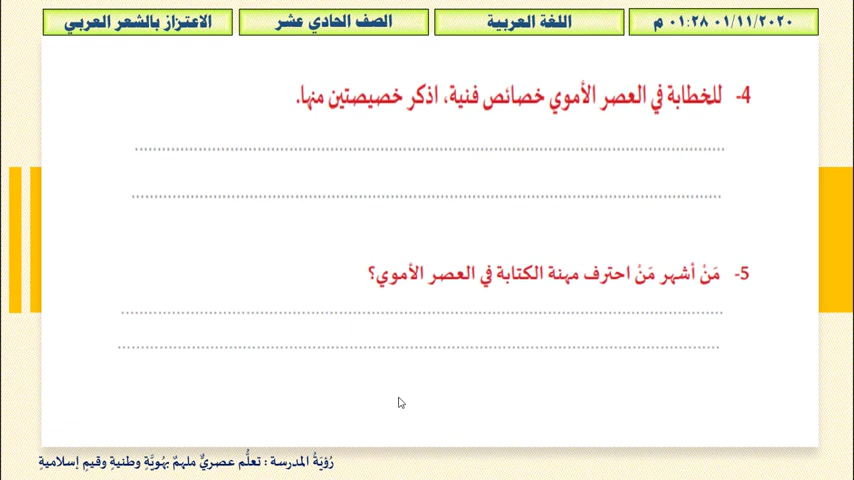 ٠١/١١/٢٠٢٠ ٠١:٢٨ م
اللغة العربية
الصف الحادي عشر
الاعتزاز بالشعر العربي
4- للخطابة في العصر الأموي خصائص فنية، اذكر خصيصتين منها.
5- مَنْ أشهر مَنْ احترف مهنة الكتابة في العصر الأموي؟
رُؤيَةُ المدرسة : تعلُّم عصريٌّ ملهمٌ بهُويَّةٍ وطنيةٍ وقيمٍ إسلاميةٍ